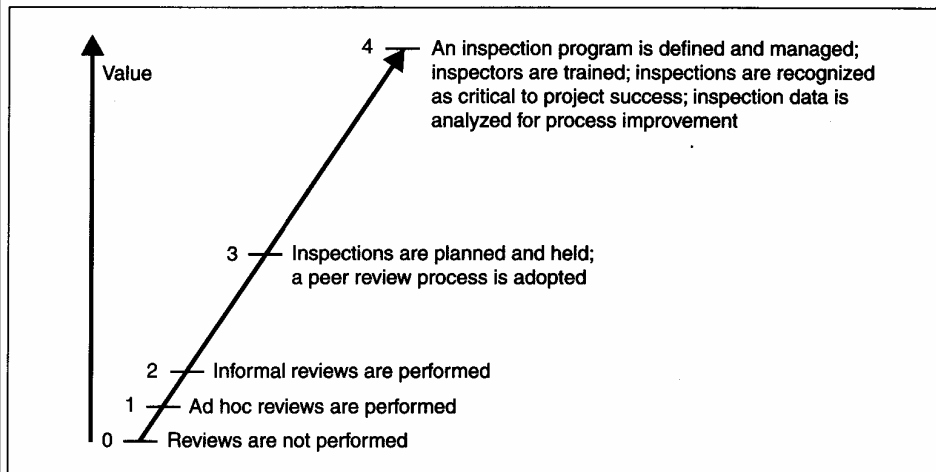 Value
4 An inspection program is defined and managed;
inspectors are trained; inspections are recognized
as critical to project success; inspection data is
analyzed for process improvement
3 Inspections are planned and held;
a peer review process is adopted
2 Informal reviews are performed
1 Ad hoc reviews are performed
0 Reviews are not performed